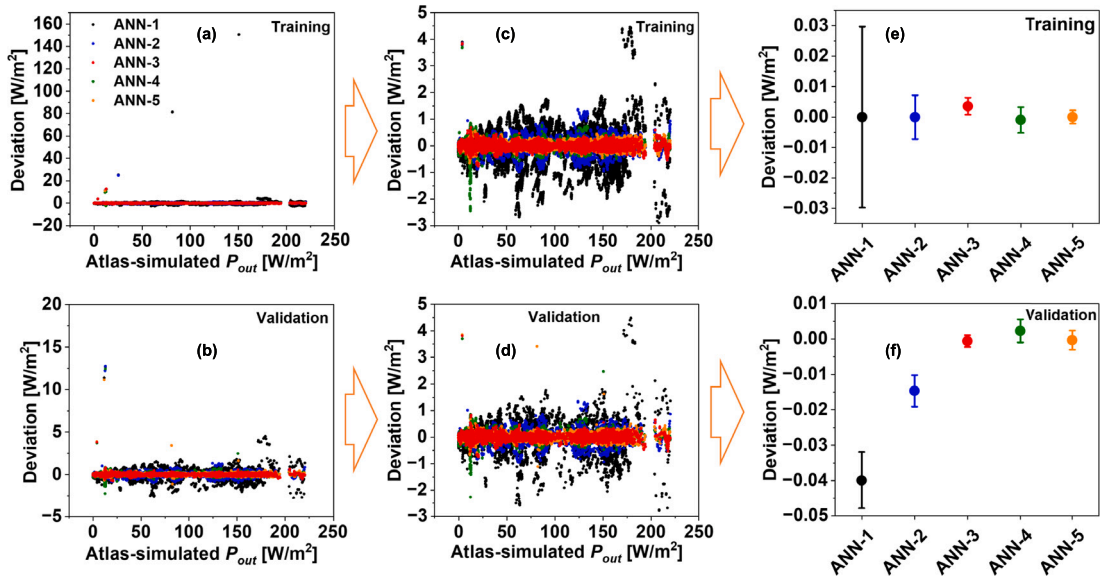 (a)
Training
ANN-1
ANN-2
ANN-3
ANN-4
ANN-5
160
140
120
100
80
60
40
20
0
−20
Deviation [W/m²]
0 50 100 150 200 250
Atlas-simulated Pout [W/m²]
(c)
Training
5
4
3
2
1
0
−1
−2
−3
Deviation [W/m²]
0 50 100 150 200 250
Atlas-simulated Pout [W/m²]
(e)
Training
0.03
0.02
0.01
0.00
−0.01
−0.02
−0.03
Deviation [W/m²]
ANN-1
ANN-2
ANN-3
ANN-4
ANN-5
(b)
Validation
20
15
10
5
0
−5
Deviation [W/m²]
0 50 100 150 200 250
Atlas-simulated Pout [W/m²]
(d)
Validation
5
4
3
2
1
0
−1
−2
−3
Deviation [W/m²]
0 50 100 150 200 250
Atlas-simulated Pout [W/m²]
(f)
Validation
0.01
0.00
−0.01
−0.02
−0.03
−0.04
−0.05
Deviation [W/m²]
ANN-1
ANN-2
ANN-3
ANN-4
ANN-5